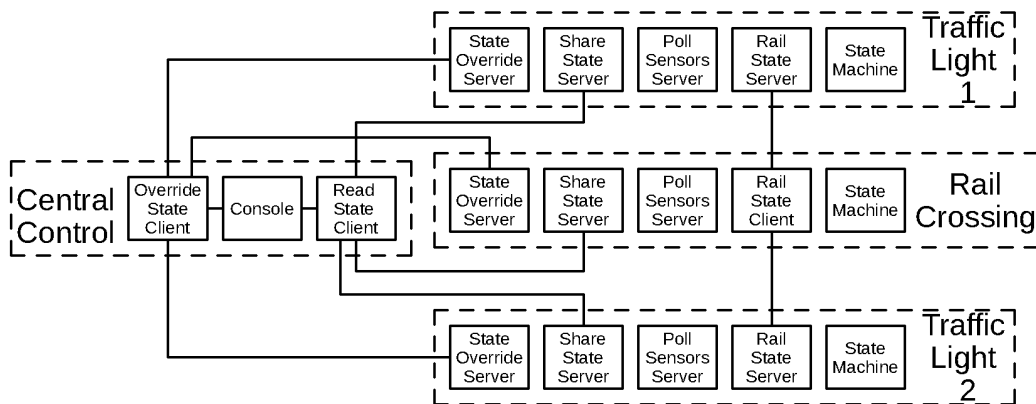 State
Override
Server
Share
State
Server
Poll
Sensors
Server
Rail
State
Server
State
Machine
Traffic
Light
1
Central
Control
Override
State
Client
Console
Read
State
Client
State
Override
Server
Share
State
Server
Poll
Sensors
Server
Rail
State
Client
State
Machine
Rail
Crossing
State
Override
Server
Share
State
Server
Poll
Sensors
Server
Rail
State
Server
State
Machine
Traffic
Light
2